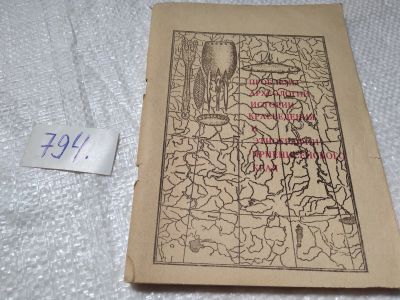 794.
ПРОБЛЕМЫ
АРХЕОЛОГИИ
ИСТОРИИ
КРАЕВЕДЕНИЯ
И
ЭТНОГРАФИИ
ПРИЕНИСЕЙСКОГО
КРАЯ